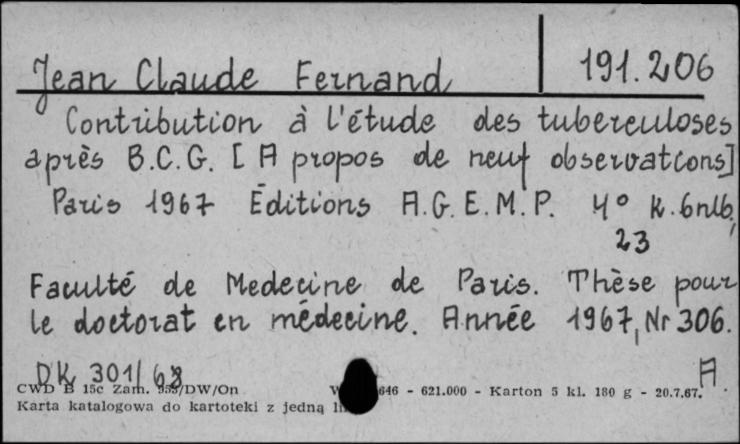 Jean Claude Fernand 191.206
Contribution à l'étude des tuberculoses
après B.C.G. [A propos de neuf observations]
Paris 1967 Éditions A.G.E.M.P. 4° k. 6nlb,
23
Faculté de Medecine de Paris. Thèse pour
le doctorat en médecine. Année 1967, Nr 306.
DK 301/68 A
CWD B 15c Zam. /DW/On 646 - 621.000 - Karton 5 kl. 180 g - 20.7.67.
Karta katalogowa do kartoteki z jedną